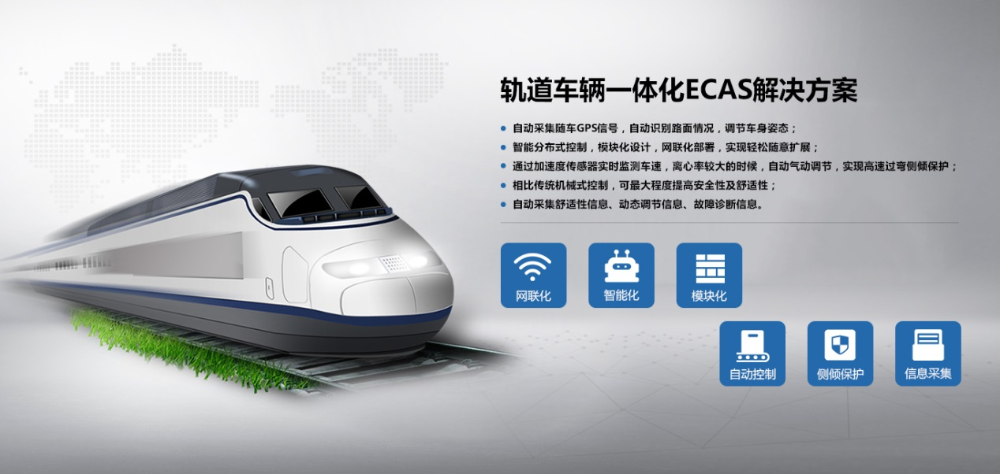 轨道车辆一体化ECAS解决方案
自动采集随车GPS信号，自动识别路面情况，调节车身姿态；
智能分布式控制，模块化设计，网联化部署，实现轻松随意扩展；
通过加速度传感器实时监测车速，离心率较大的时候，自动气动调节，实现高速过弯侧倾保护；
相比传统机械式控制，可最大程度提高安全性及舒适性；
自动采集舒适性信息、动态调节信息、故障诊断信息。
网联化
智能化
模块化
自动控制
侧倾保护
信息采集